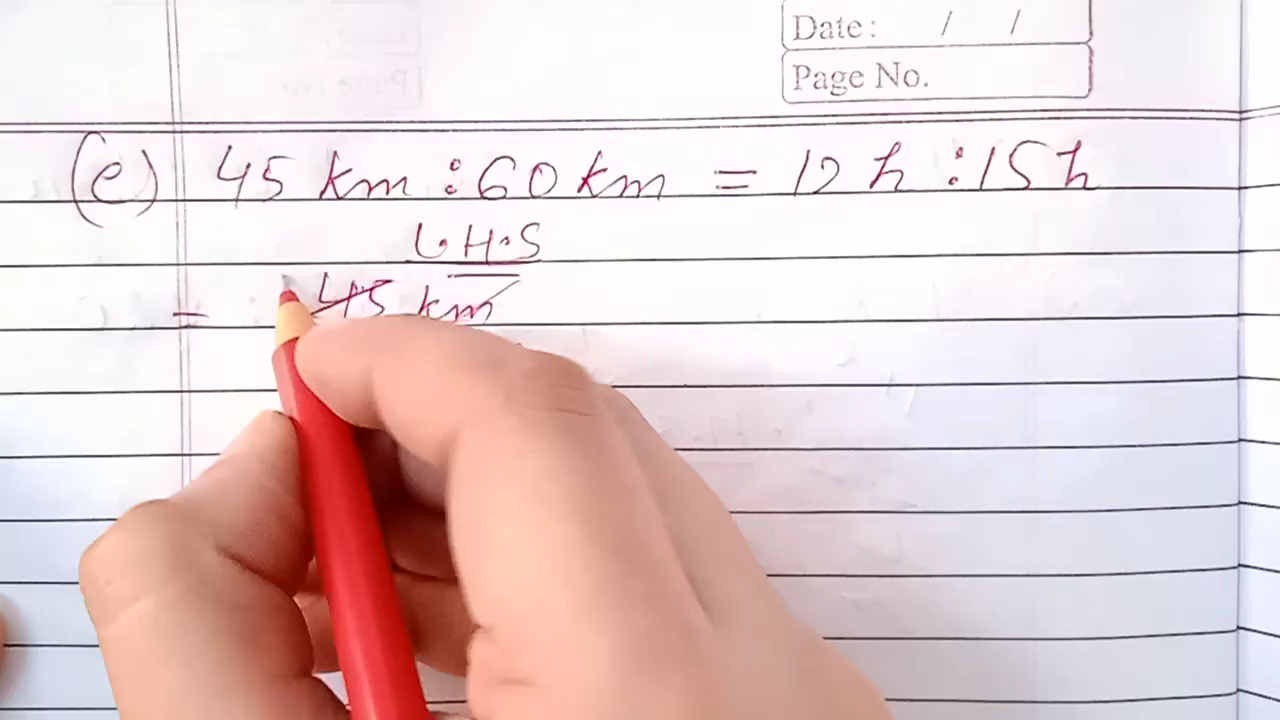 Date: / /
Page No.
(e) 45 km : 60 km = 12 h : 15 h
L.H.S
= 45 km